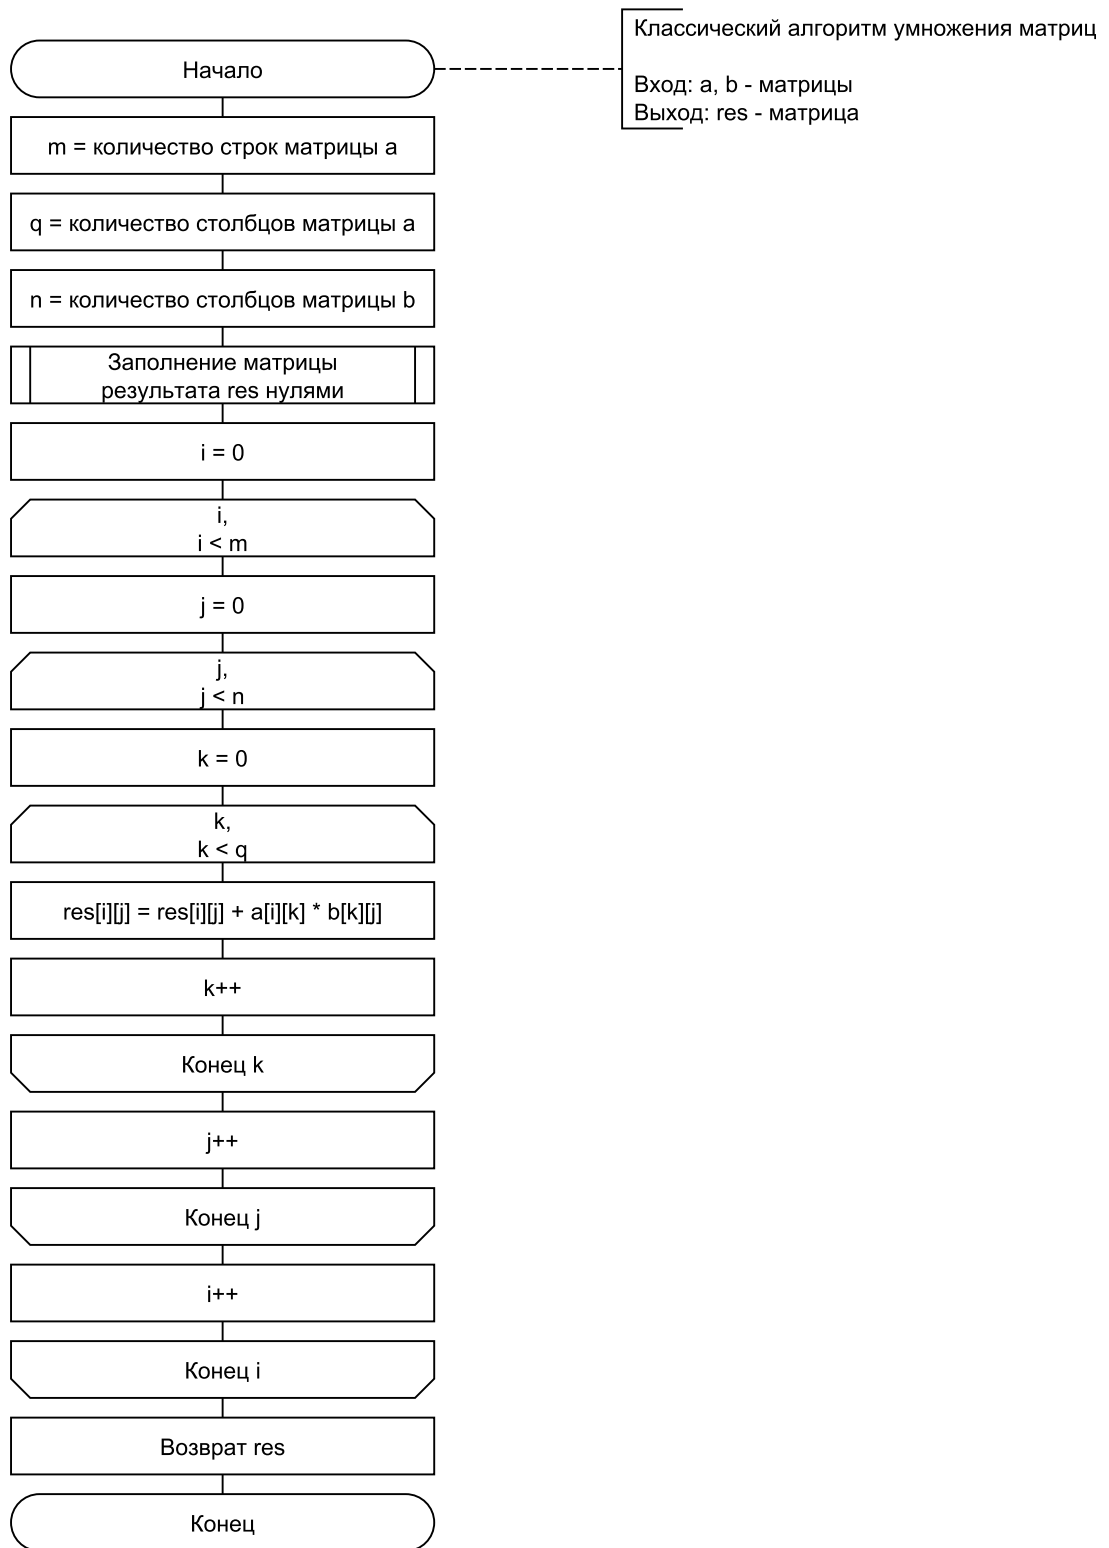 Классический алгоритм умножения матриц
Вход: a, b - матрицы
Выход: res - матрица
Начало
m = количество строк матрицы a
q = количество столбцов матрицы a
n = количество столбцов матрицы b
Заполнение матрицы
результата res нулями
i = 0
i,
i < m
j = 0
j,
j < n
k = 0
k,
k < q
res[i][j] = res[i][j] + a[i][k] * b[k][j]
k++
Конец k
j++
Конец j
i++
Конец i
Возврат res
Конец